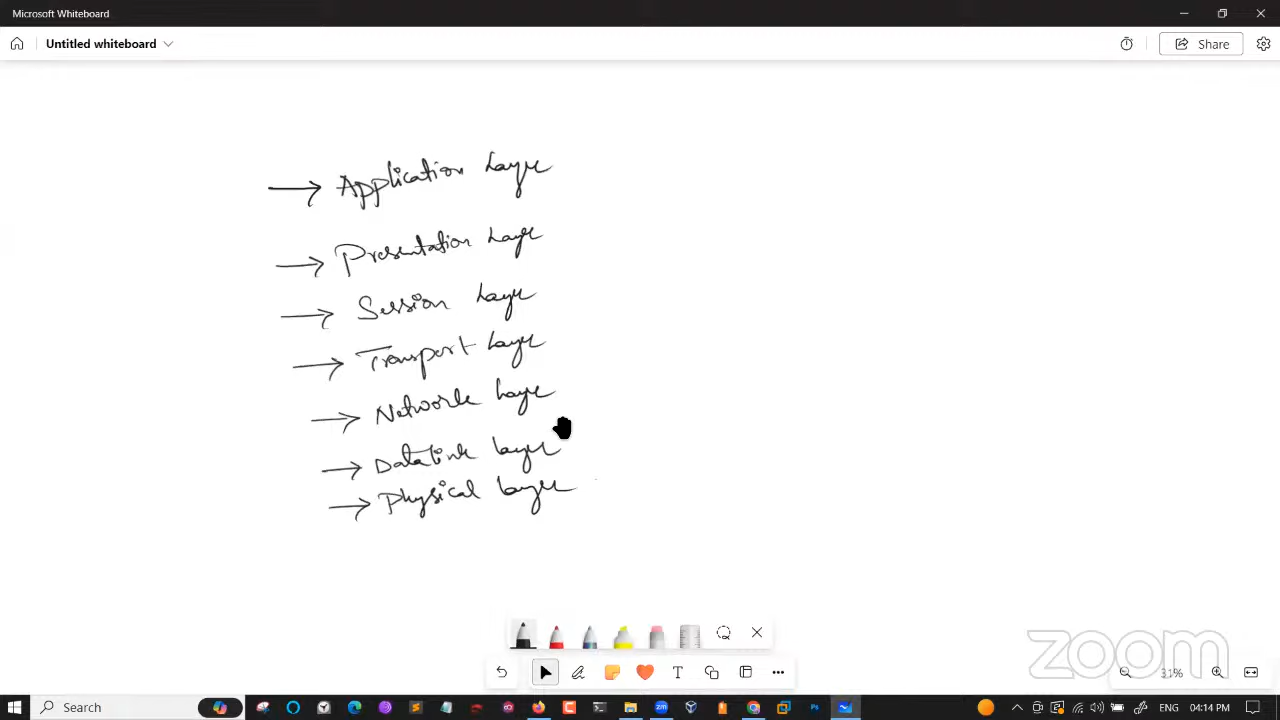 Microsoft Whiteboard
Untitled whiteboard
Share
→ Application Layer
→ Presentation Layer
→ Session Layer
→ Transport Layer
→ Network Layer
→ Datalink Layer
→ Physical Layer
zoom
31%
Search
ENG
04:14 PM